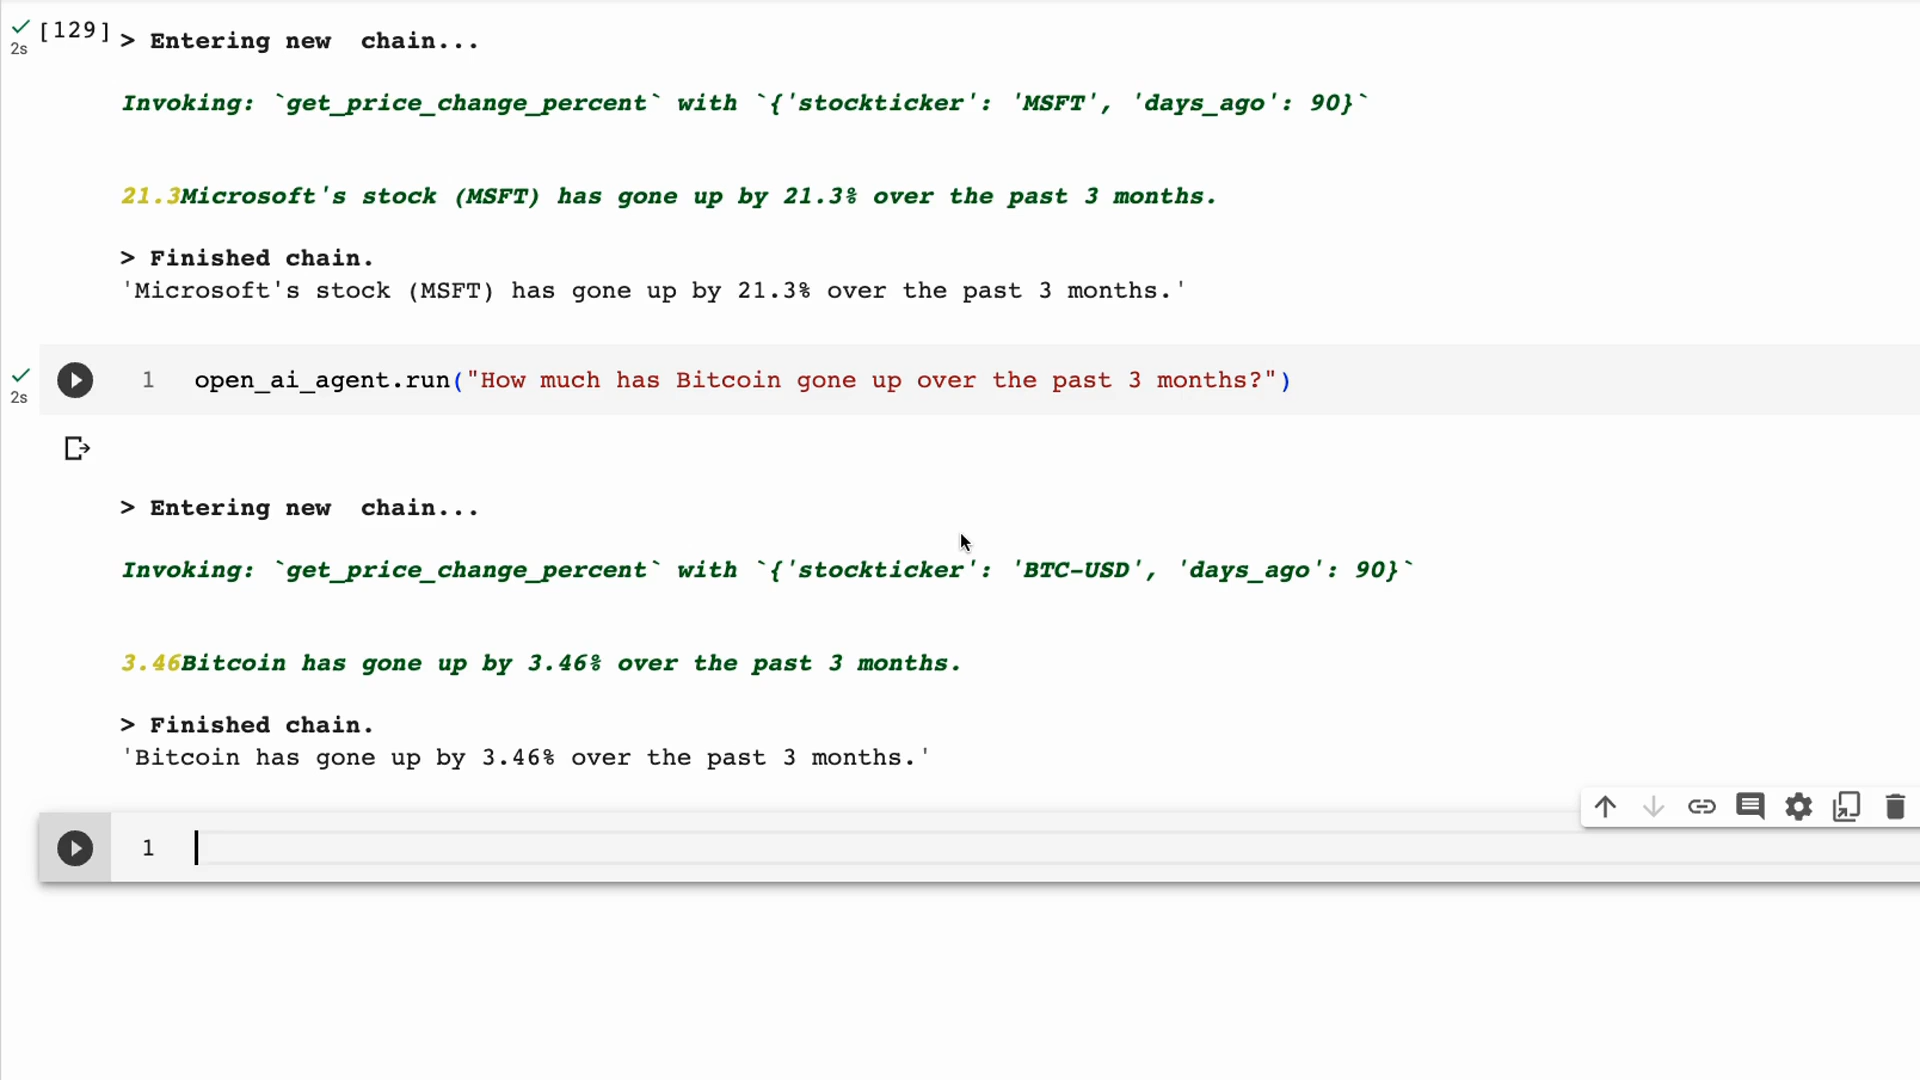 [129]
2s
> Entering new  chain...
Invoking: `get_price_change_percent` with `{'stockticker': 'MSFT', 'days_ago': 90}`
21.3Microsoft's stock (MSFT) has gone up by 21.3% over the past 3 months.
> Finished chain.
'Microsoft's stock (MSFT) has gone up by 21.3% over the past 3 months.'
2s
1 open_ai_agent.run("How much has Bitcoin gone up over the past 3 months?")
> Entering new  chain...
Invoking: `get_price_change_percent` with `{'stockticker': 'BTC-USD', 'days_ago': 90}`
3.46Bitcoin has gone up by 3.46% over the past 3 months.
> Finished chain.
'Bitcoin has gone up by 3.46% over the past 3 months.'
1